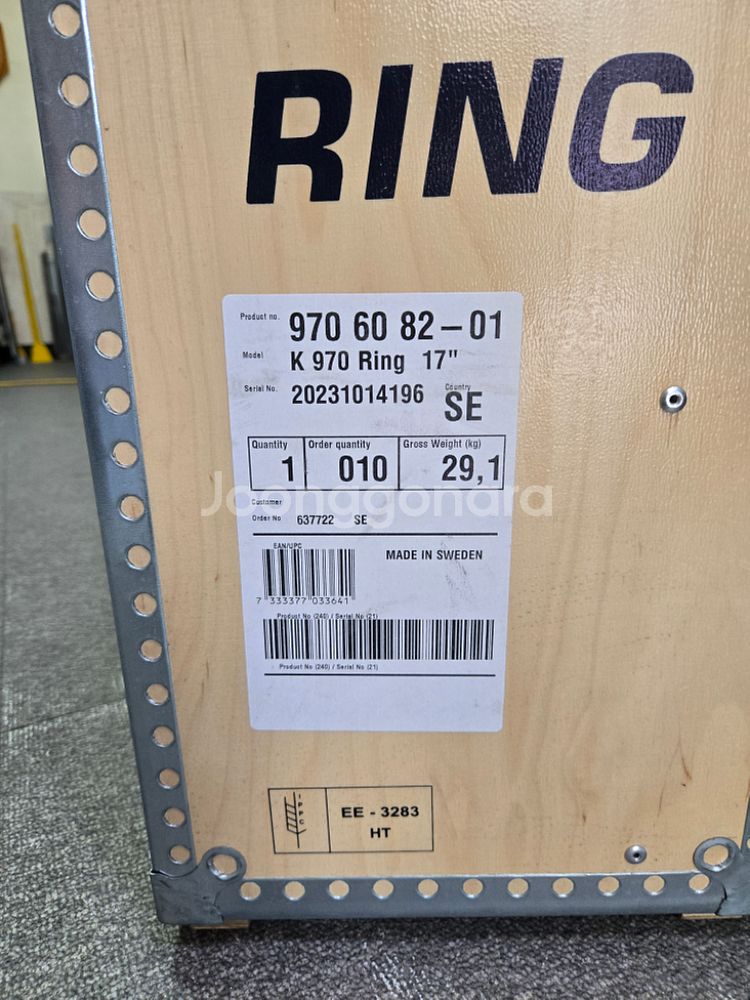 RING
Product no. 970 60 82-01
Model K 970 Ring 17"
Serial No. 20231014196 Country SE
Quantity 1 Order quantity 010 Gross Weight (kg) 29,1
Joonggonara
Customer
Order No 637722 SE
EAN/UPC
MADE IN SWEDEN
7 333377 033641
Product No (240) / Serial No (21)
Product No (240) / Serial No (21)
IPPC
EE - 3283
HT